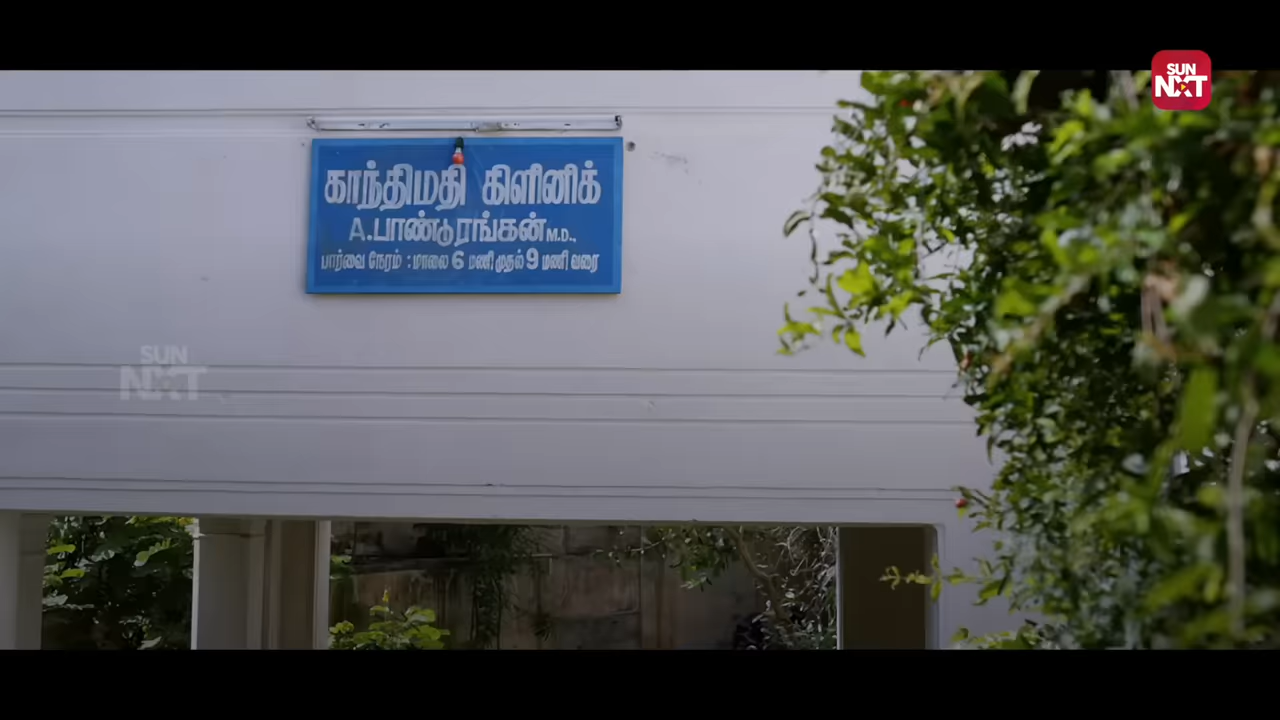 SUN
NXT
காந்திமதி கிளினிக்
A.பாண்டுரங்கன் M.D.,
பார்வை நேரம் : மாலை 6 மணி முதல் 9 மணி வரை
SUN
NXT